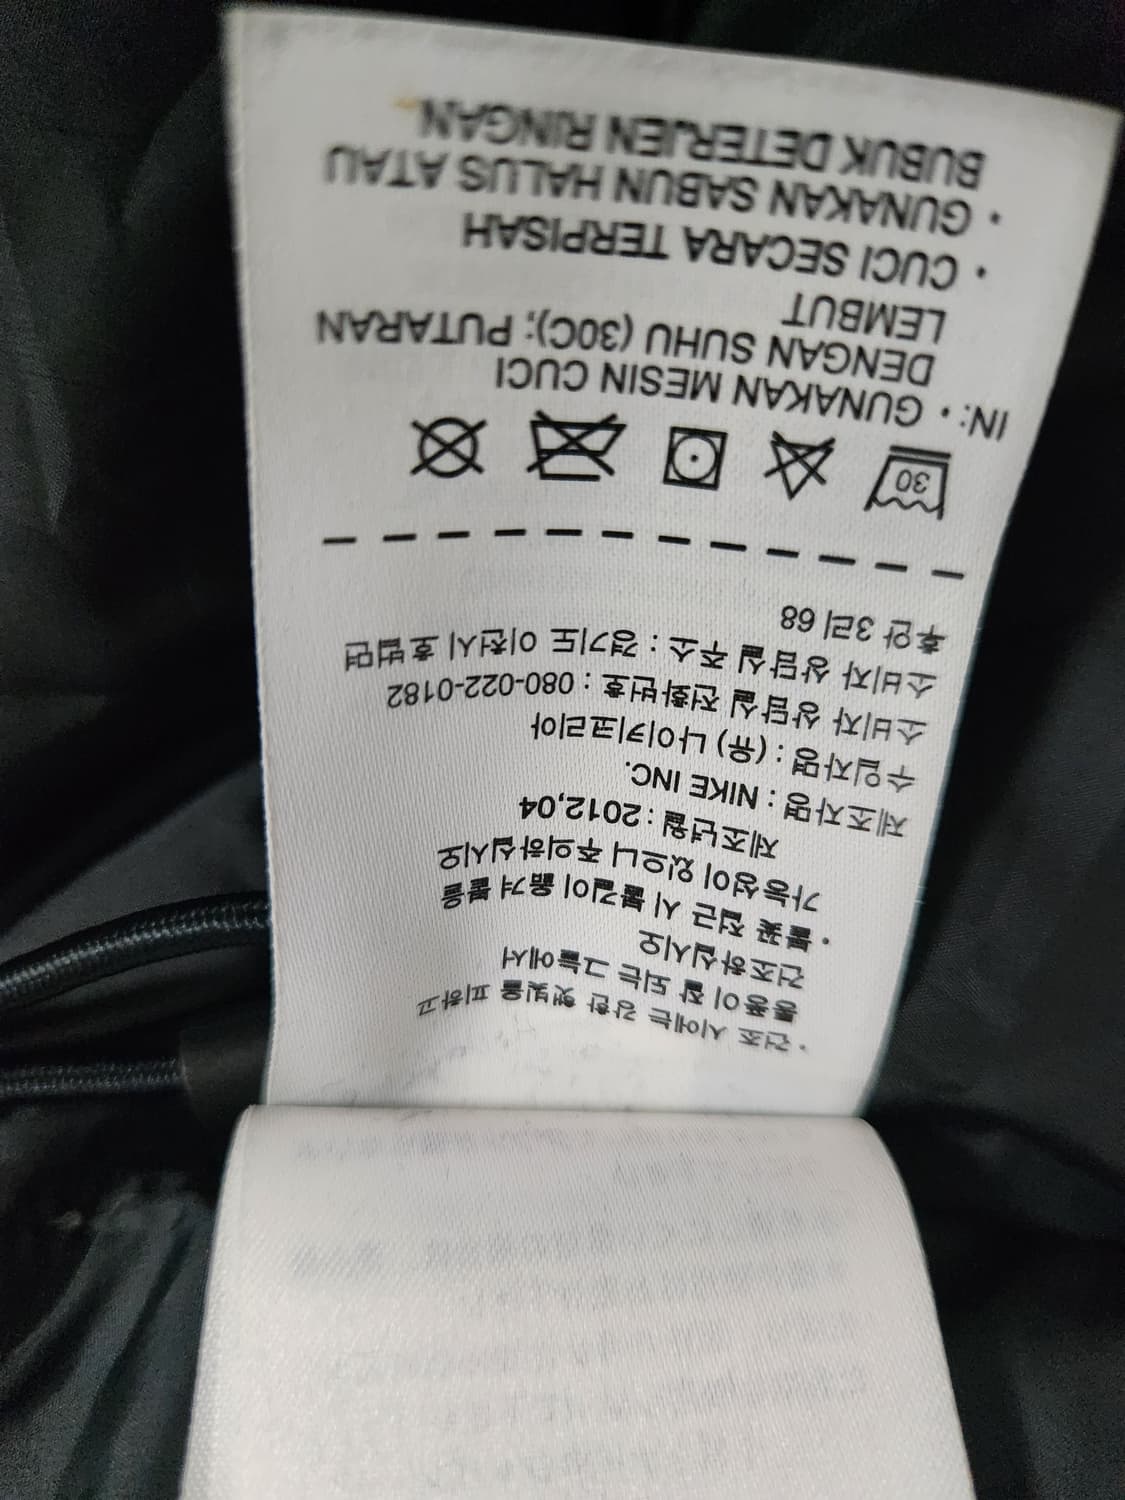 · 건조 시에는 강한 햇빛을 피하고
통풍이 잘 되는 그늘에서
건조하십시오
· 불꽃 접근 시 불길이 옮겨 붙을
가능성이 있으니 주의하십시오
제조년월 : 2012.04
제조자명 : NIKE INC.
수입자명 : (유) 나이키코리아
소비자 상담실 전화번호 : 080-022-0182
소비자 상담실 주소 : 경기도 이천시 호법면
후안 3리 68
30
IN: · GUNAKAN MESIN CUCI
DENGAN SUHU (30C); PUTARAN
LEMBUT
· CUCI SECARA TERPISAH
· GUNAKAN SABUN HALUS ATAU
BUBUK DETERJEN RINGAN